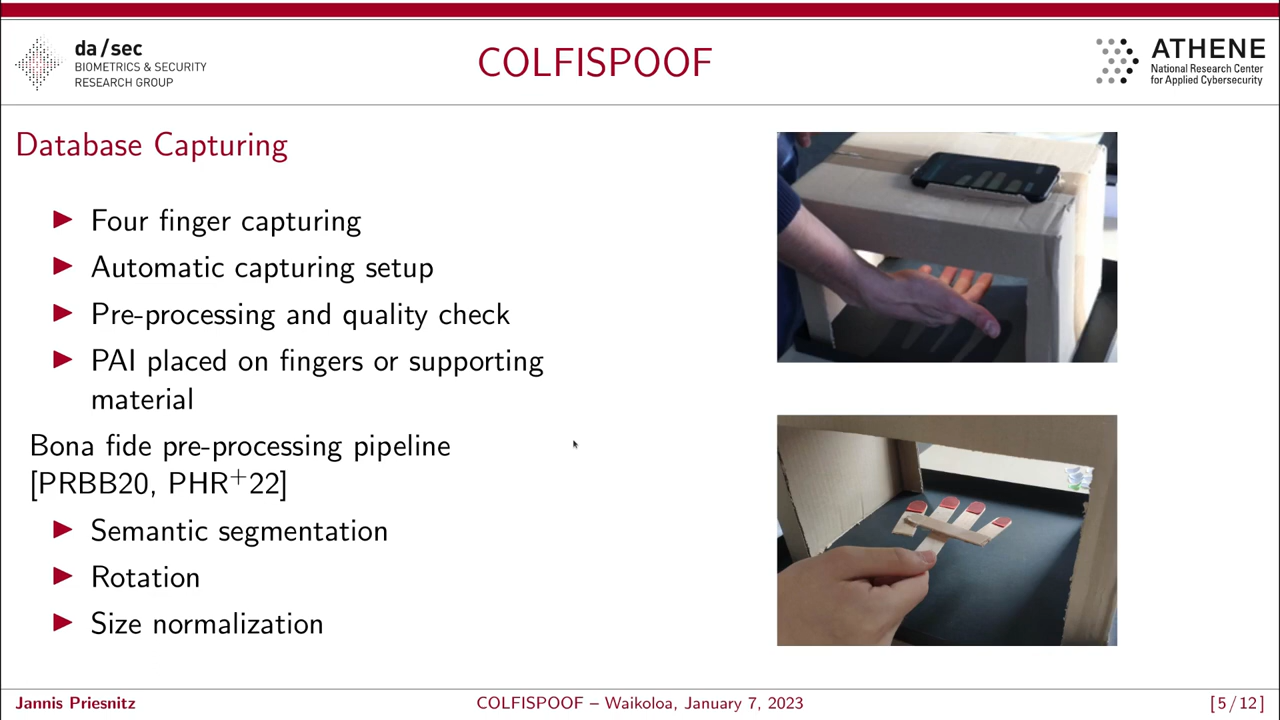 da/sec
BIOMETRICS & SECURITY
RESEARCH GROUP
COLFISPOOF
ATHENE
National Research Center
for Applied Cybersecurity
Database Capturing
Four finger capturing
Automatic capturing setup
Pre-processing and quality check
PAI placed on fingers or supporting
material
Bona fide pre-processing pipeline
[PRBB20, PHR+22]
Semantic segmentation
Rotation
Size normalization
Jannis Priesnitz
COLFISPOOF – Waikoloa, January 7, 2023
[5/12]